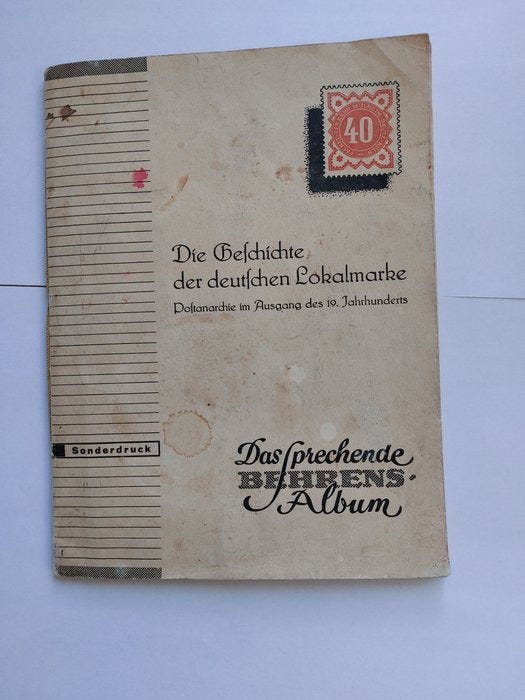 40
Die Geschichte
der deutschen Lokalmarke
Postanarchie im Ausgang des 19. Jahrhunderts
Sonderdruck
Das sprechende
BEHRENS-
Album